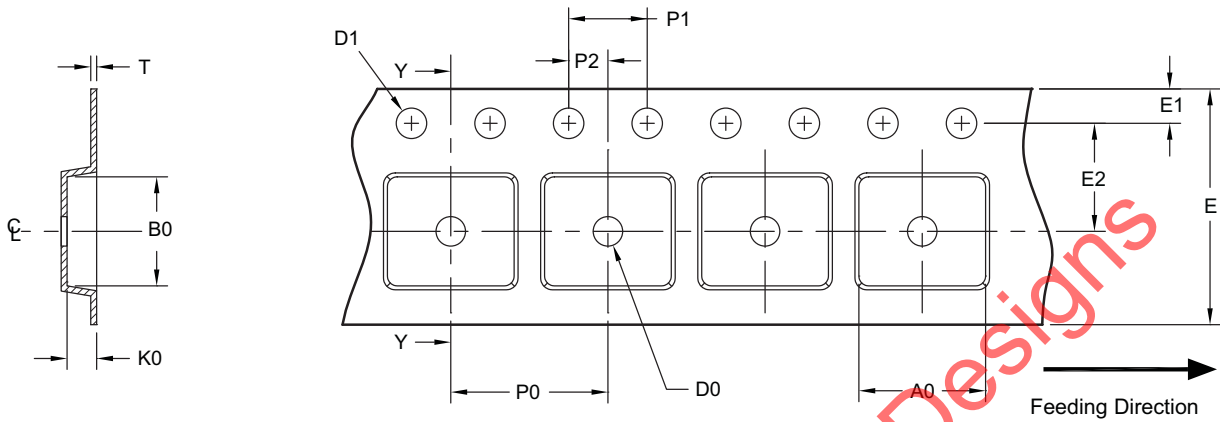 P1
D1
P2
T
Y
E1
E2
E
B0
℄
Y
K0
P0
D0
A0
Feeding Direction
Designs